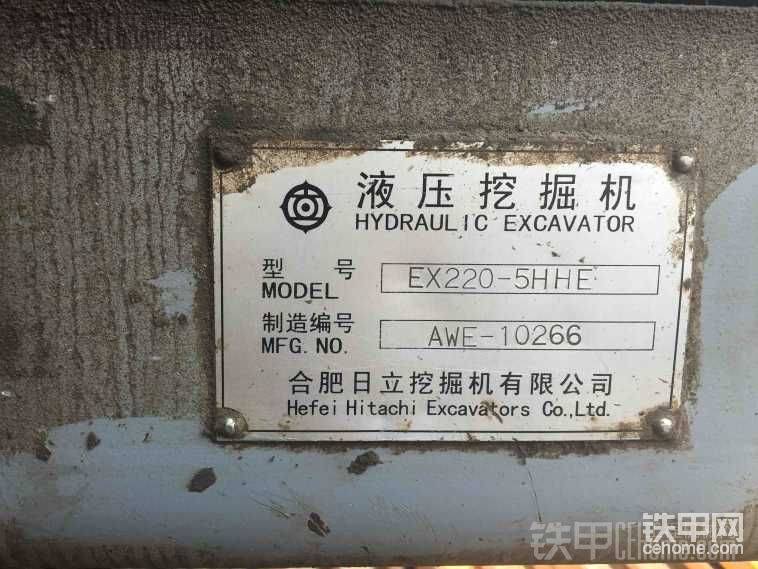 液压挖掘机
HYDRAULIC EXCAVATOR
型 号 EX220-5HHE
MODEL
制造编号 AWE-10266
MFG. NO.
合肥日立挖掘机有限公司
Hefei Hitachi Excavators Co.,Ltd.
铁甲网
cehome.com